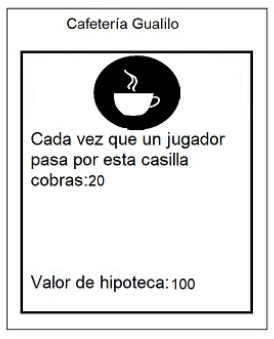 Cafetería Gualilo
Cada vez que un jugador
pasa por esta casilla
cobras:20
Valor de hipoteca:100